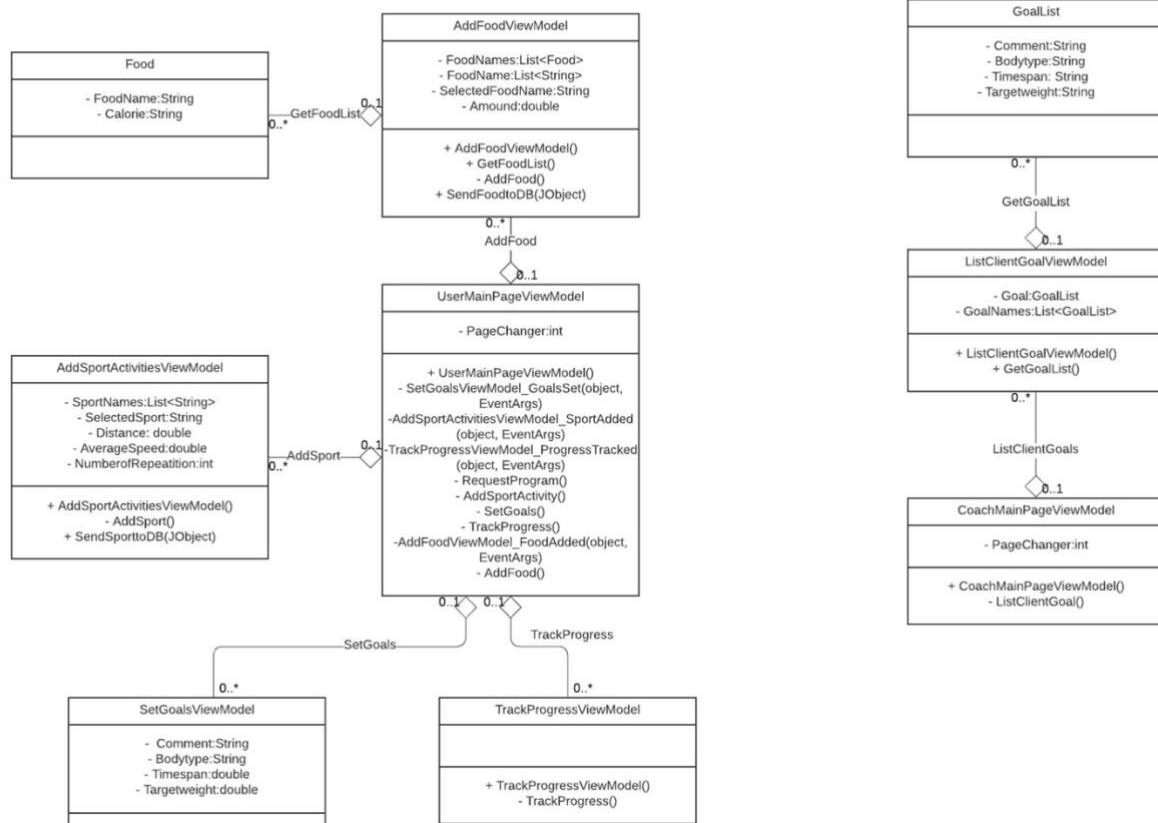 AddFoodViewModel
- FoodNames:List<Food>
- FoodName:List<String>
- SelectedFoodName:String
- Amound:double
+ AddFoodViewModel()
+ GetFoodList()
- AddFood()
+ SendFoodtoDB(JObject)
Food
- FoodName:String
- Calorie:String
0..*
GetFoodList
0..1
0..*
AddFood
0..1
UserMainPageViewModel
- PageChanger:int
+ UserMainPageViewModel()
- SetGoalsViewModel_GoalsSet(object,
EventArgs)
-AddSportActivitiesViewModel_SportAdded
(object, EventArgs)
-TrackProgressViewModel_ProgressTracked
(object, EventArgs)
- RequestProgram()
- AddSportActivity()
- SetGoals()
- TrackProgress()
-AddFoodViewModel_FoodAdded(object,
EventArgs)
- AddFood()
AddSportActivitiesViewModel
- SportNames:List<String>
- SelectedSport:String
- Distance: double
- AverageSpeed:double
- NumberofRepeatition:int
+ AddSportActivitiesViewModel()
- AddSport()
+ SendSporttoDB(JObject)
0..*
AddSport
0..1
0..1
0..1
SetGoals
TrackProgress
0..*
0..*
SetGoalsViewModel
- Comment:String
- Bodytype:String
- Timespan:double
- Targetweight:double
TrackProgressViewModel
+ TrackProgressViewModel()
- TrackProgress()
GoalList
- Comment:String
- Bodytype:String
- Timespan: String
- Targetweight:String
0..*
GetGoalList
0..1
ListClientGoalViewModel
- Goal:GoalList
- GoalNames:List<GoalList>
+ ListClientGoalViewModel()
+ GetGoalList()
0..*
ListClientGoals
0..1
CoachMainPageViewModel
- PageChanger:int
+ CoachMainPageViewModel()
- ListClientGoal()